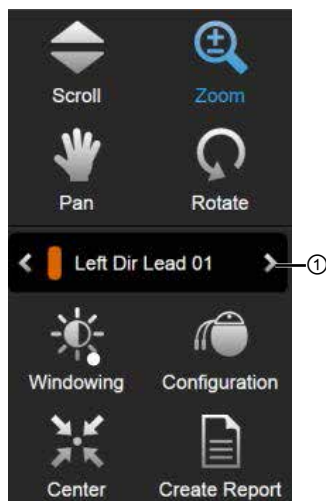 Scroll Zoom
Pan Rotate
Left Dir Lead 01 ①
Windowing Configuration
Center Create Report